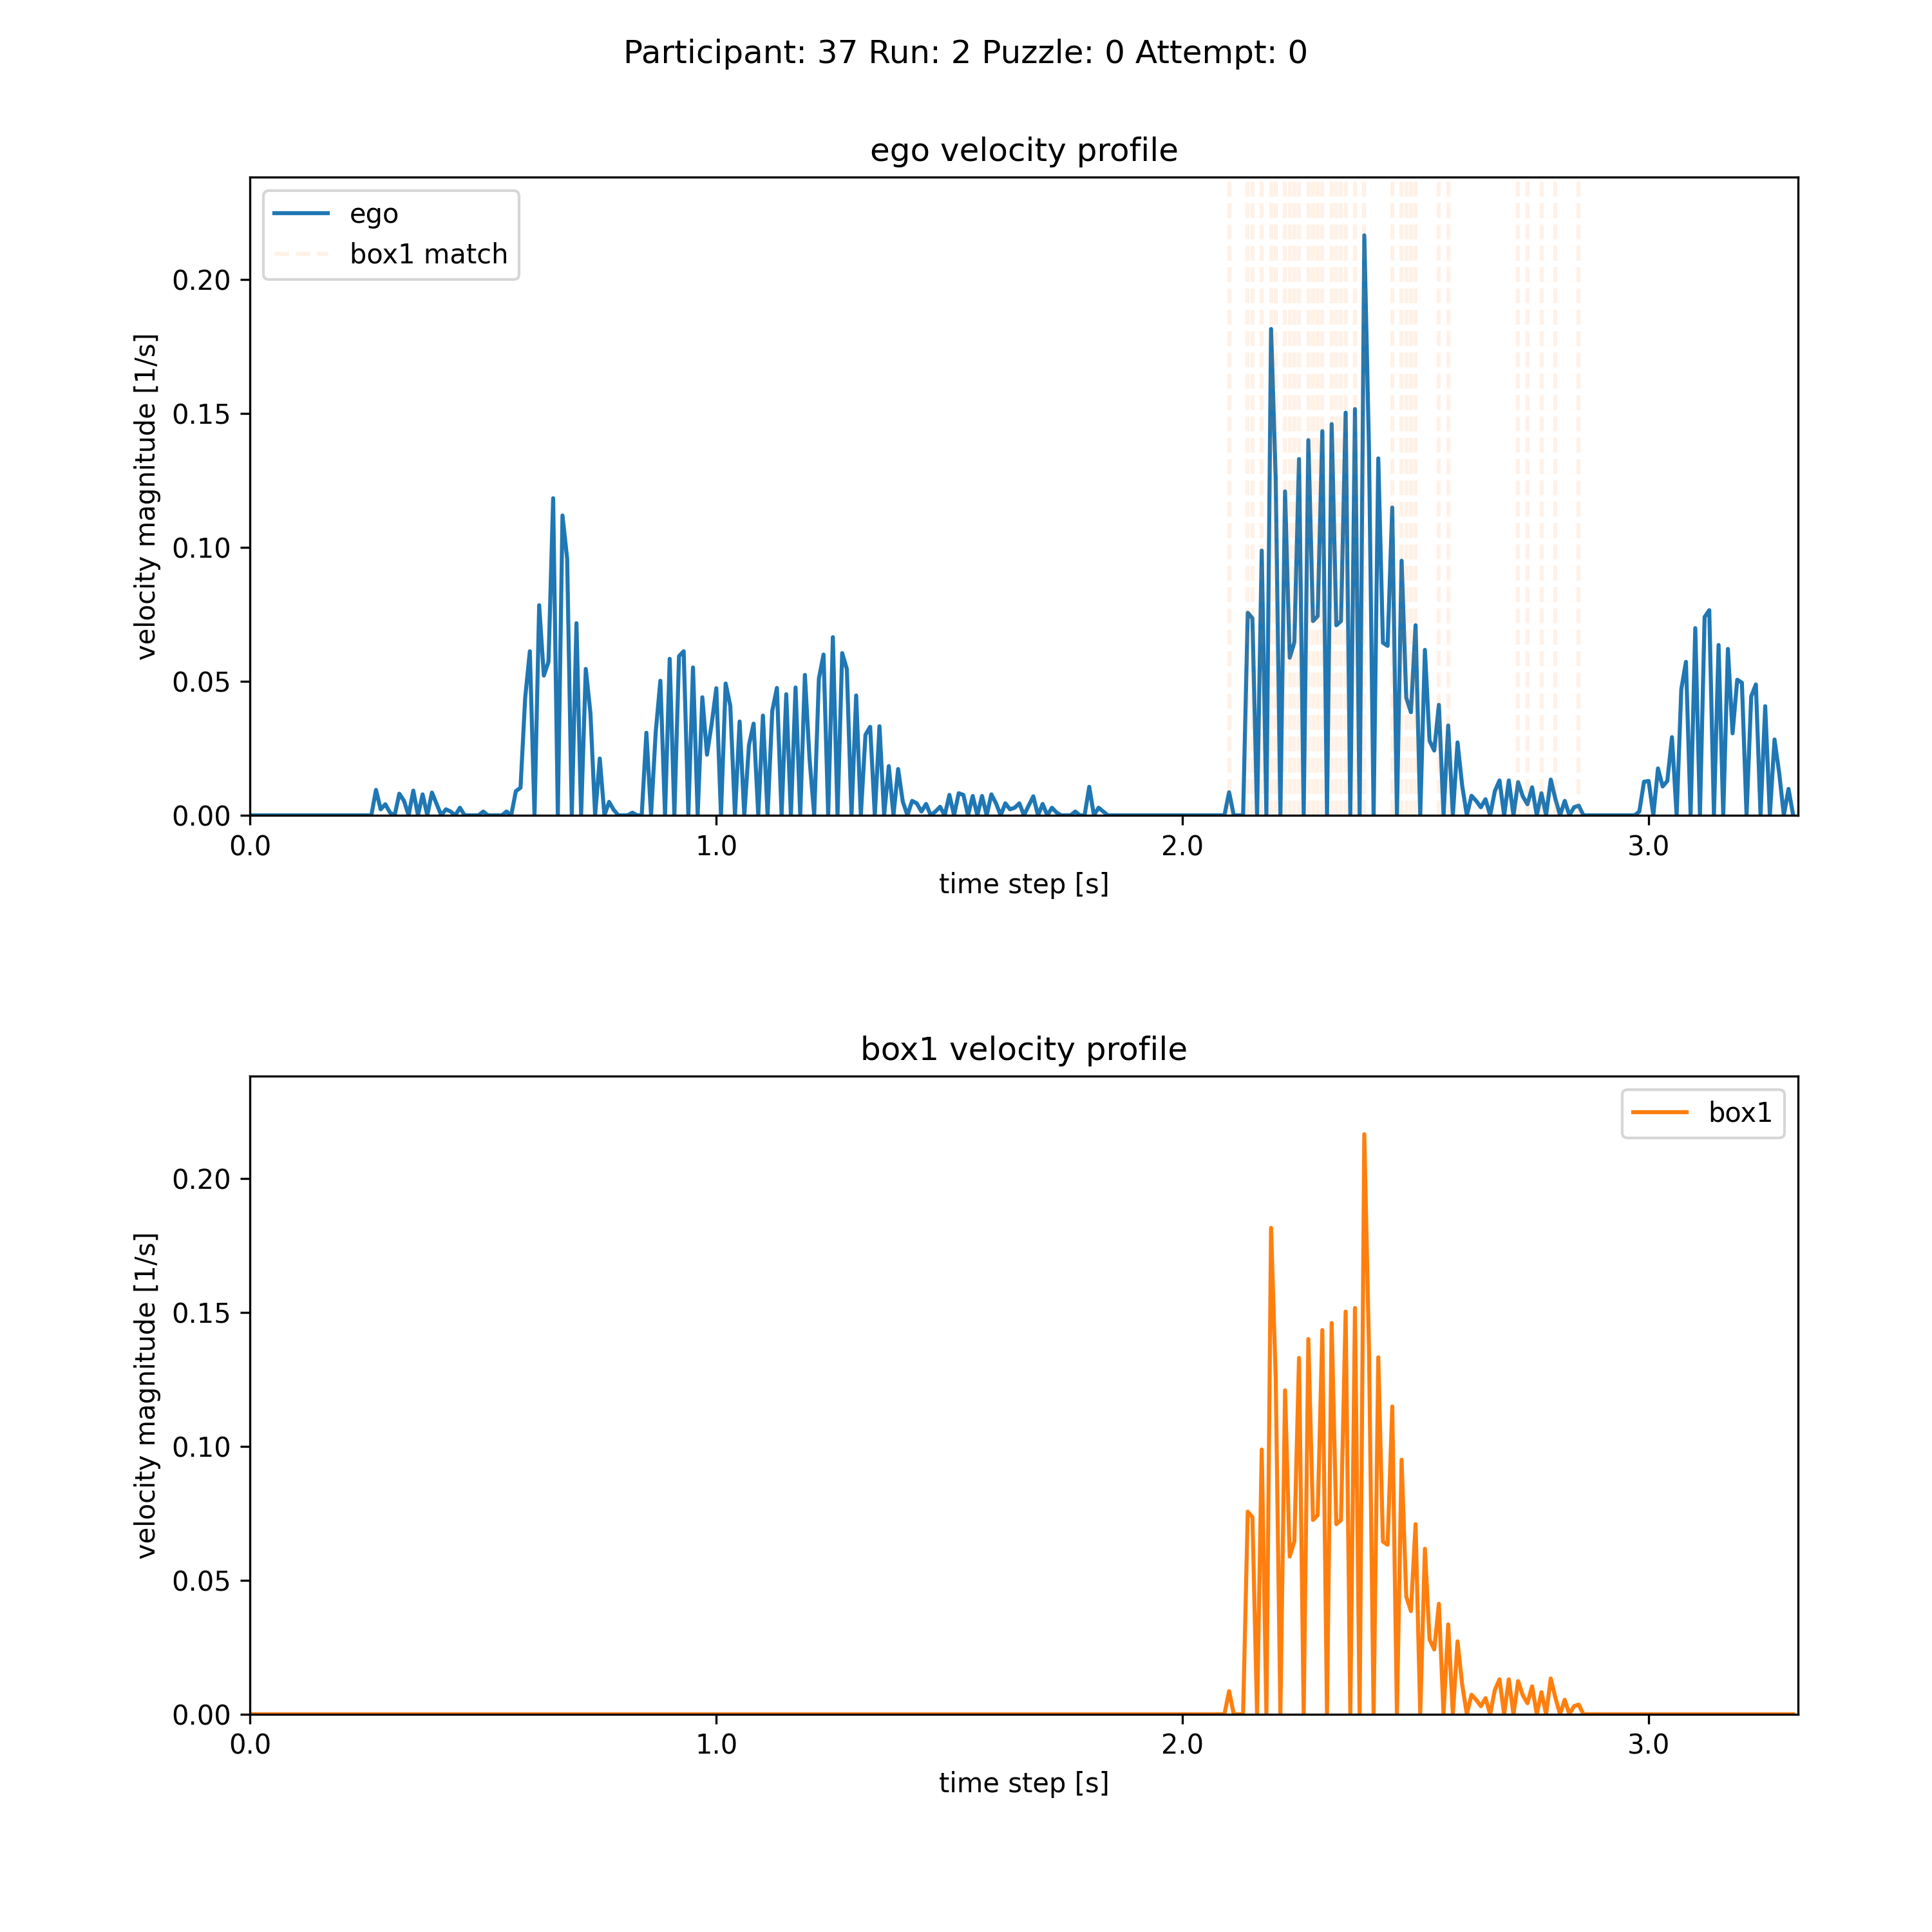 Participant: 37 Run: 2 Puzzle: 0 Attempt: 0
ego velocity profile
ego
box1 match
velocity magnitude [1/s]
0.20
0.15
0.10
0.05
0.00
0.0 1.0 2.0 3.0
time step [s]
box1 velocity profile
box1
velocity magnitude [1/s]
0.20
0.15
0.10
0.05
0.00
0.0 1.0 2.0 3.0
time step [s]